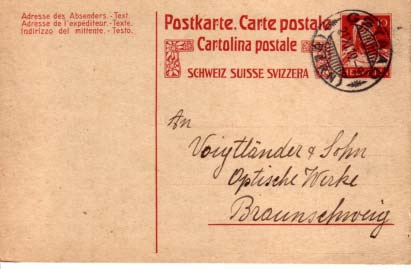 Adresse des Absenders. - Text.
Adresse de l'expéditeur. - Texte.
Indirizzo del mittente. - Testo.
Postkarte. Carte postale.
Cartolina postale
SCHWEIZ SUISSE SVIZZERA
An
Voigtländer & Sohn
Optische Werke
Braunschweig